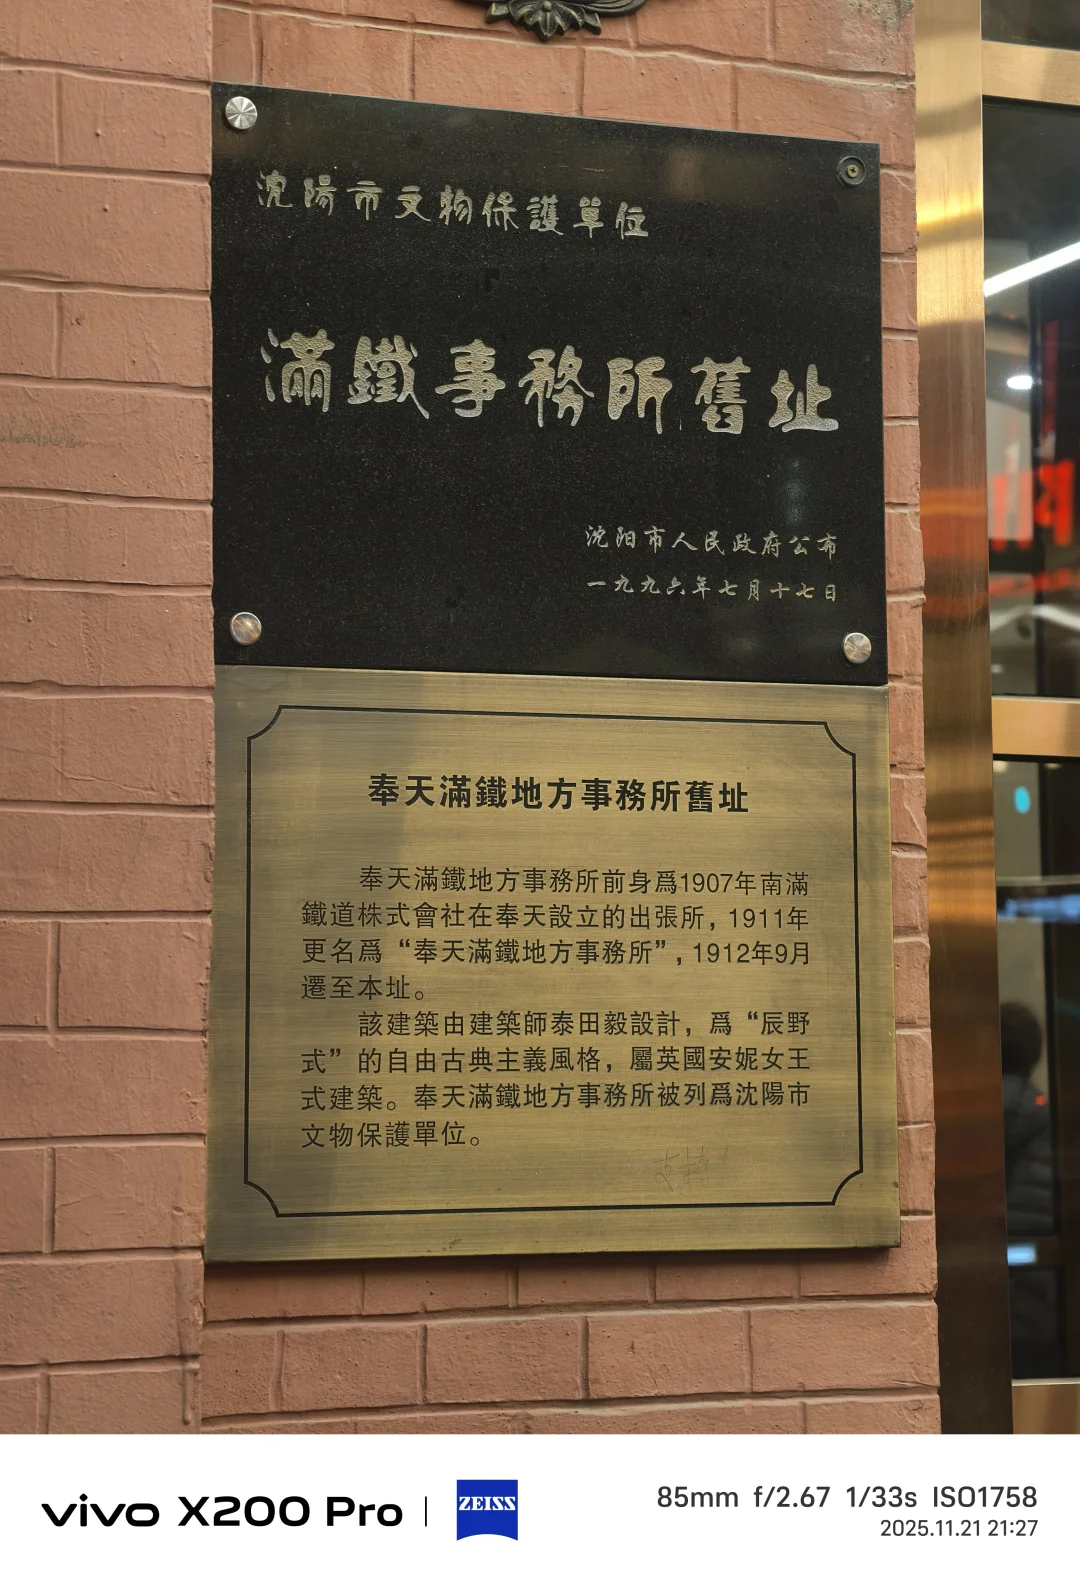 沈陽市文物保護單位
滿鐵事務所舊址
沈阳市人民政府公布
一九九六年七月十七日
奉天滿鐵地方事務所舊址
奉天滿鐵地方事務所前身爲1907年南滿
鐵道株式會社在奉天設立的出張所，1911年
更名爲“奉天滿鐵地方事務所”，1912年9月
遷至本址。
該建築由建築師泰田毅設計，爲“辰野
式”的自由古典主義風格，屬英國安妮女王
式建築。奉天滿鐵地方事務所被列爲沈陽市
文物保護單位。
vivo X200 Pro | ZEISS
85mm f/2.67 1/33s ISO1758
2025.11.21 21:27